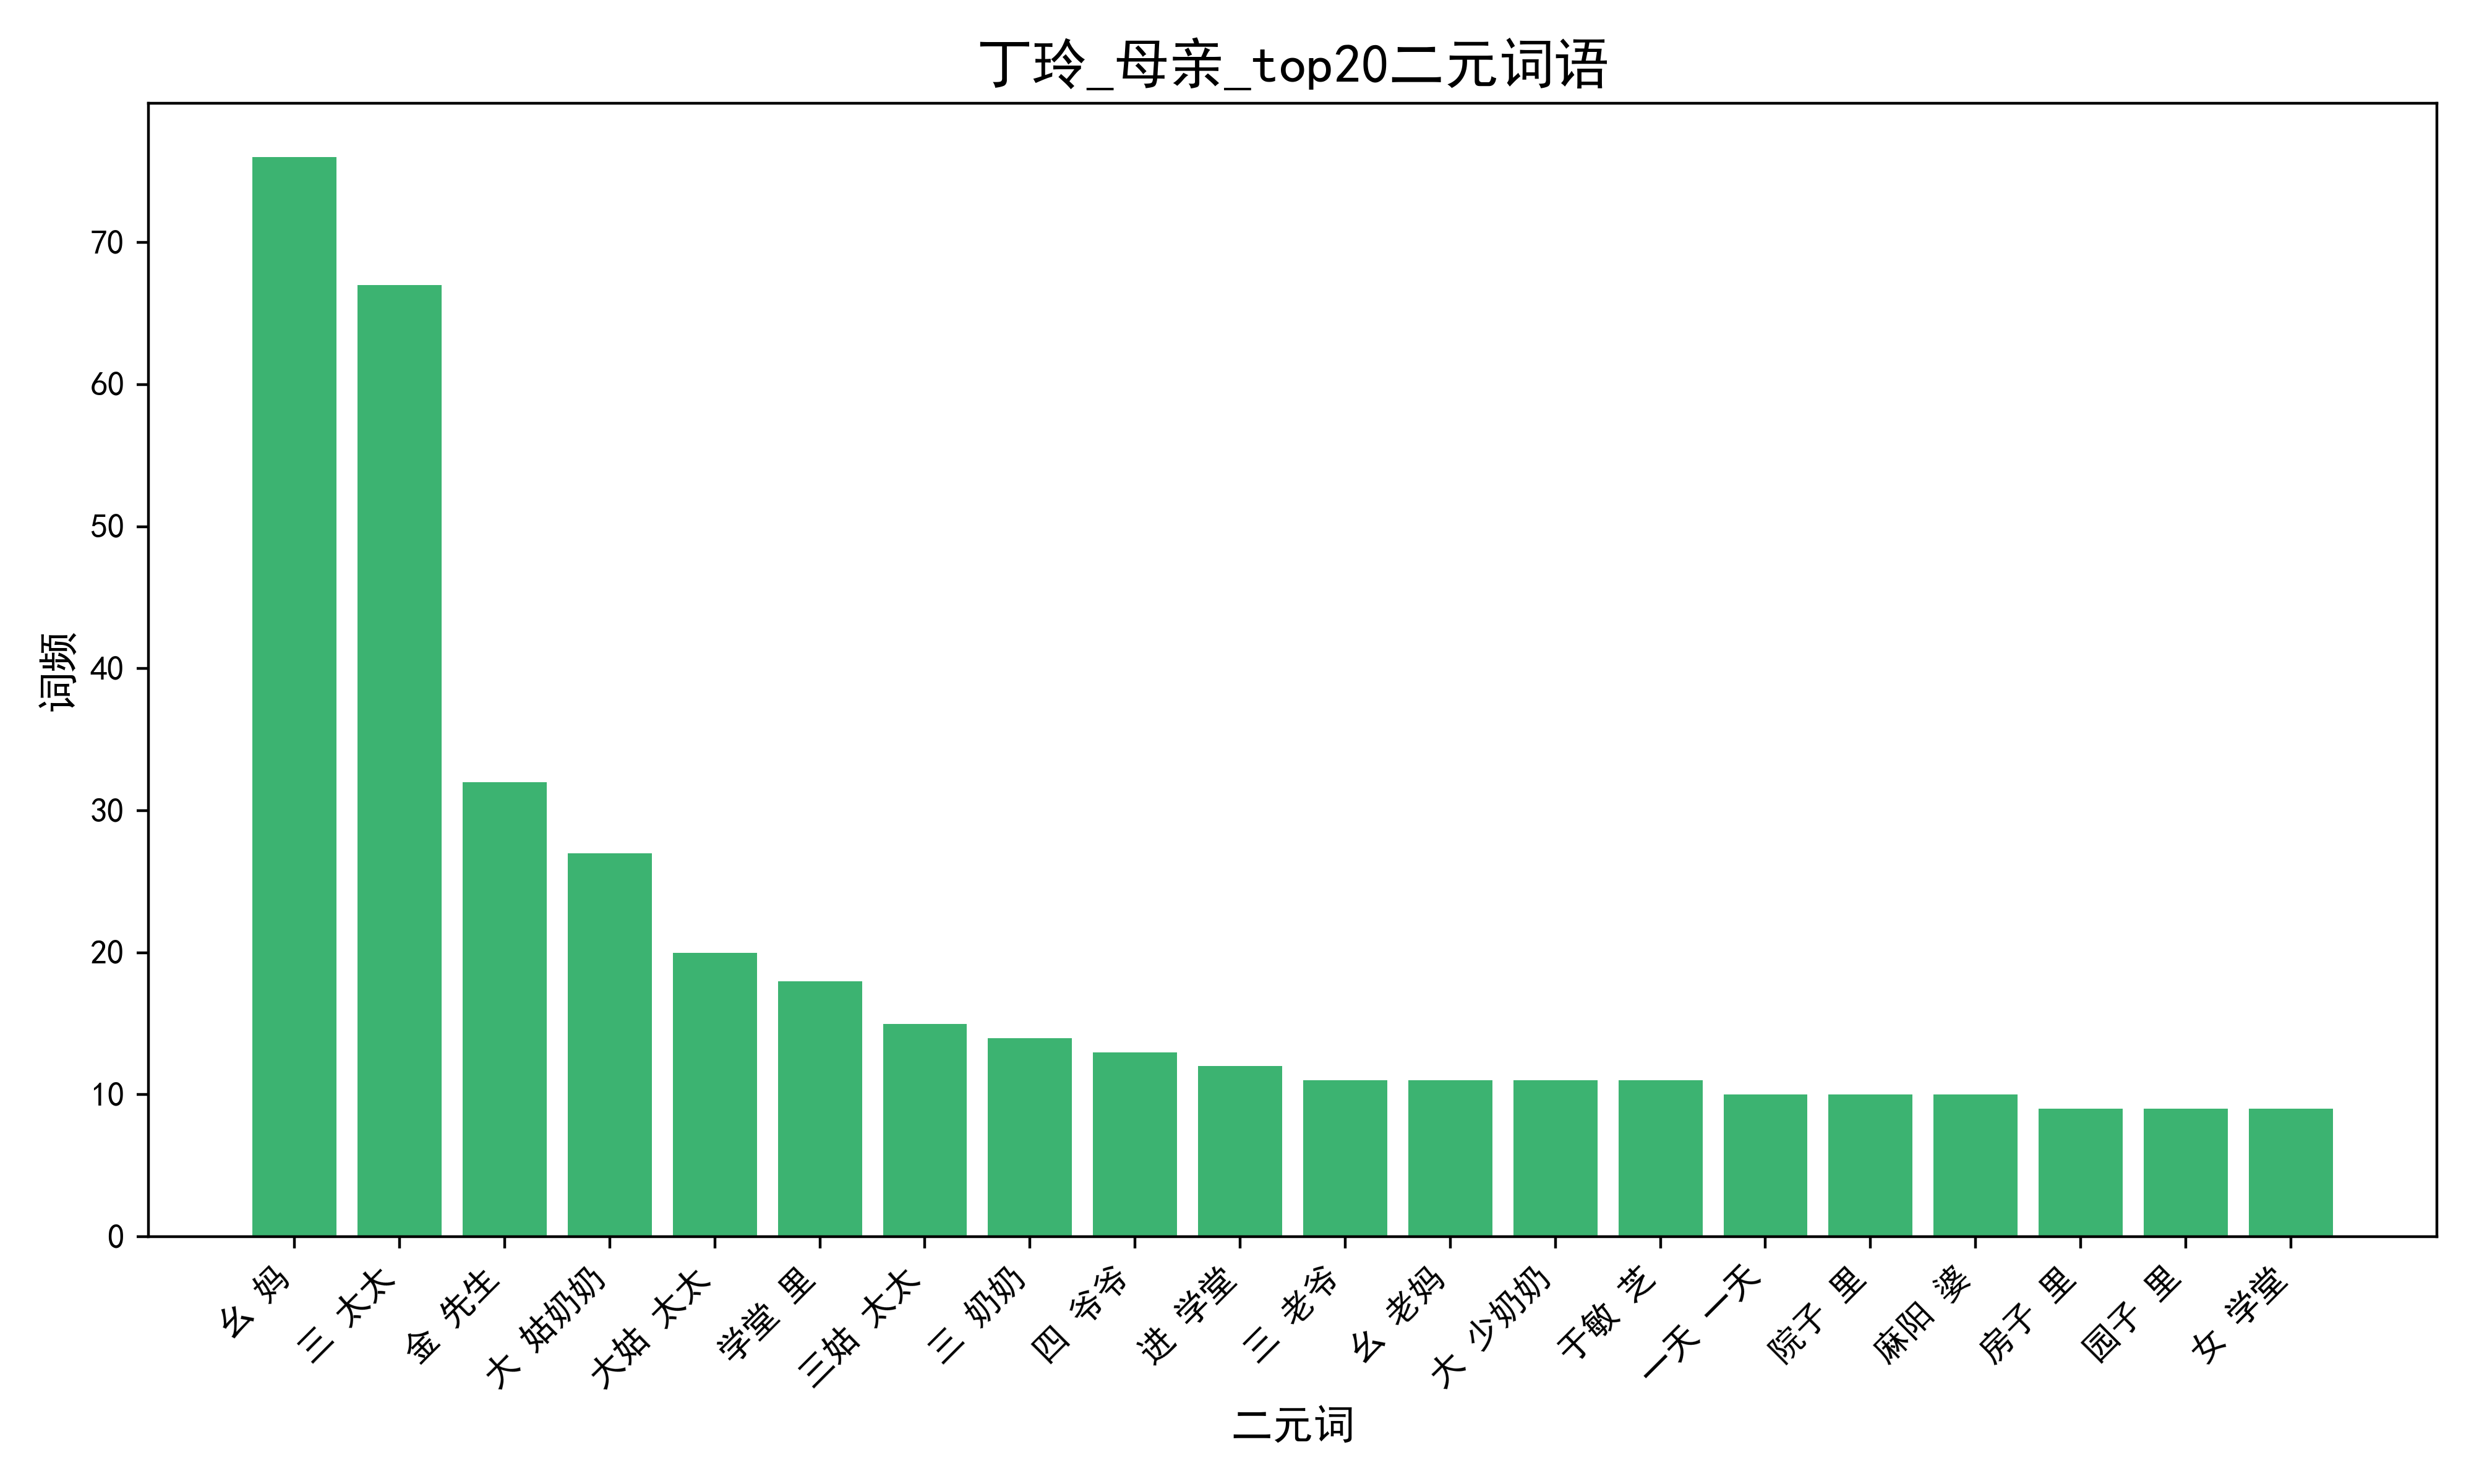 丁玲_母亲_top20二元词语
词频
70
60
50
40
30
20
10
0
幺 妈
三 太太
金 先生
大 姑奶奶
大姑 太太
学堂 里
三姑 太太
三 奶奶
四 爷爷
进 学堂
三 老爷
幺 老妈
大 少奶奶
于敏 芝
一天 一天
院子 里
麻阳 婆
房子 里
园子 里
女 学堂
二元词